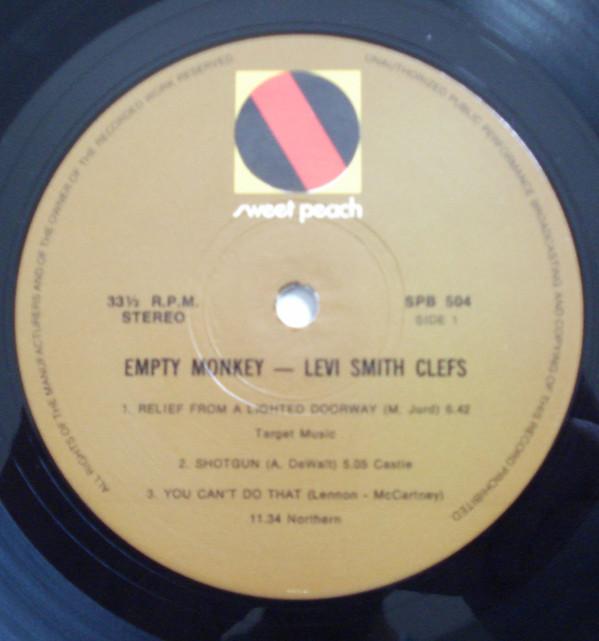 ALL RIGHTS OF THE MANUFACTURERS AND OF THE OWNER OF THE RECORDED WORK RESERVED
UNAUTHORIZED PUBLIC PERFORMANCE BROADCASTING AND COPYING OF THIS RECORD PROHIBITED
sweet peach
33⅓ R.P.M.
STEREO
SPB 504
SIDE 1
EMPTY MONKEY — LEVI SMITH CLEFS
1. RELIEF FROM A LIGHTED DOORWAY (M. Jurd) 6.42
Target Music
2. SHOTGUN (A. DeWalt) 5.05 Castle
3. YOU CAN'T DO THAT (Lennon - McCartney)
11.34 Northern